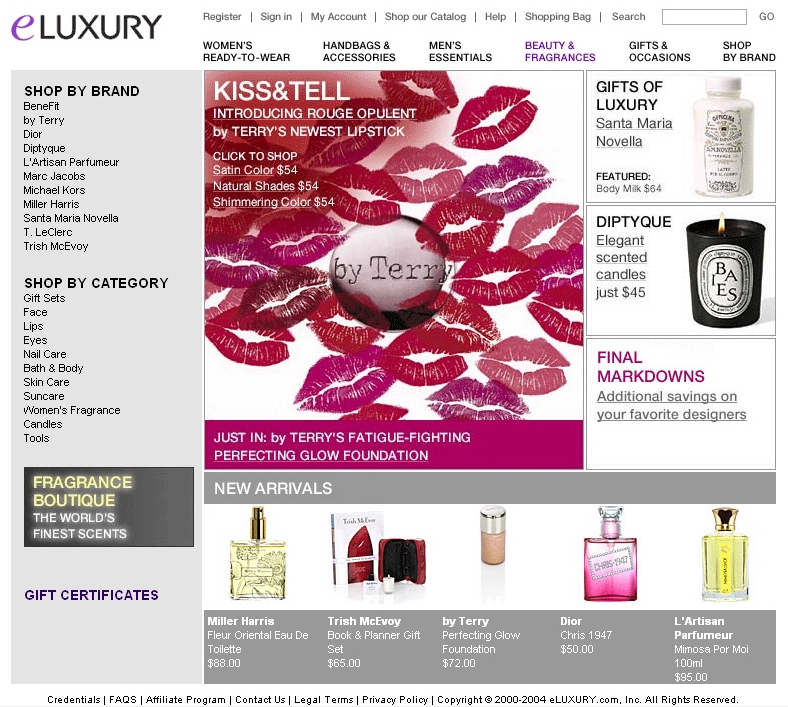 eLUXURY
Register | Sign in | My Account | Shop our Catalog | Help | Shopping Bag | Search GO
WOMEN'S
READY-TO-WEAR
HANDBAGS &
ACCESSORIES
MEN'S
ESSENTIALS
BEAUTY &
FRAGRANCES
GIFTS &
OCCASIONS
SHOP
BY BRAND
SHOP BY BRAND
BeneFit
by Terry
Dior
Diptyque
L'Artisan Parfumeur
Marc Jacobs
Michael Kors
Miller Harris
Santa Maria Novella
T. LeClerc
Trish McEvoy
SHOP BY CATEGORY
Gift Sets
Face
Lips
Eyes
Nail Care
Bath & Body
Skin Care
Suncare
Women's Fragrance
Candles
Tools
FRAGRANCE
BOUTIQUE
THE WORLD'S
FINEST SCENTS
GIFT CERTIFICATES
KISS&TELL
INTRODUCING ROUGE OPULENT
by TERRY'S NEWEST LIPSTICK
CLICK TO SHOP
Satin Color $54
Natural Shades $54
Shimmering Color $54
by Terry
JUST IN: by TERRY'S FATIGUE-FIGHTING
PERFECTING GLOW FOUNDATION
GIFTS OF
LUXURY
Santa Maria
Novella
FEATURED:
Body Milk $64
OFFICINA
NOVELLA
DIPTYQUE
Elegant
scented
candles
just $45
BAIES
FINAL
MARKDOWNS
Additional savings on
your favorite designers
NEW ARRIVALS
Trish McEvoy
CHRIS 1947
Miller Harris
Fleur Oriental Eau De
Toilette
$88.00
Trish McEvoy
Book & Planner Gift
Set
$65.00
by Terry
Perfecting Glow
Foundation
$72.00
Dior
Chris 1947
$50.00
L'Artisan
Parfumeur
Mimosa Por Moi
100ml
$95.00
Credentials | FAQS | Affiliate Program | Contact Us | Legal Terms | Privacy Policy | Copyright © 2000-2004 eLUXURY.com, Inc. All Rights Reserved.